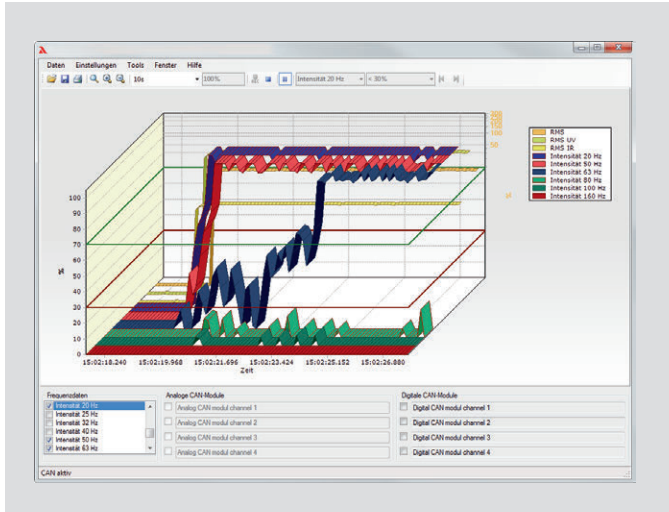 Daten Einstellungen Tools Fenster Hilfe
10s 100% Intensität 20 Hz < 30%
300
250
200
150
100
50
RMS
RMS UV
RMS IR
Intensität 20 Hz
Intensität 50 Hz
Intensität 63 Hz
Intensität 80 Hz
Intensität 100 Hz
Intensität 160 Hz
100
90
80
70
60
50
40
30
20
10
0
%
15:02:18.240 15:02:19.968 15:02:21.696 15:02:23.424 15:02:25.152 15:02:26.880
Zeit
Frequenzdaten
Intensität 20 Hz
Intensität 25 Hz
Intensität 32 Hz
Intensität 40 Hz
Intensität 50 Hz
Intensität 63 Hz
Analoge CAN-Module
Analog CAN modul channel 1
Analog CAN modul channel 2
Analog CAN modul channel 3
Analog CAN modul channel 4
Digitale CAN-Module
Digital CAN modul channel 1
Digital CAN modul channel 2
Digital CAN modul channel 3
Digital CAN modul channel 4
CAN aktiv